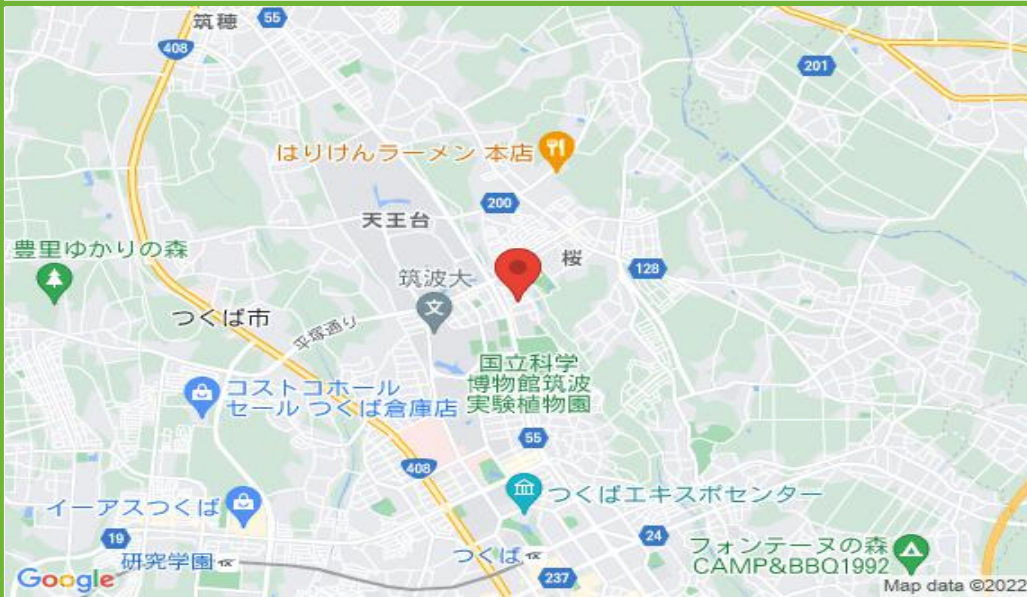 筑穂
55
408
201
はりけんラーメン 本店
200
天王台
豊里ゆかりの森
桜
128
筑波大
文
つくば市
平塚通り
国立科学
博物館筑波
実験植物園
コストコホール
セール つくば倉庫店
55
408
イーアスつくば
つくばエキスポセンター
19
24
研究学園
つくば
フォンテーヌの森
CAMP&BBQ1992
237
Google
Map data ©2022